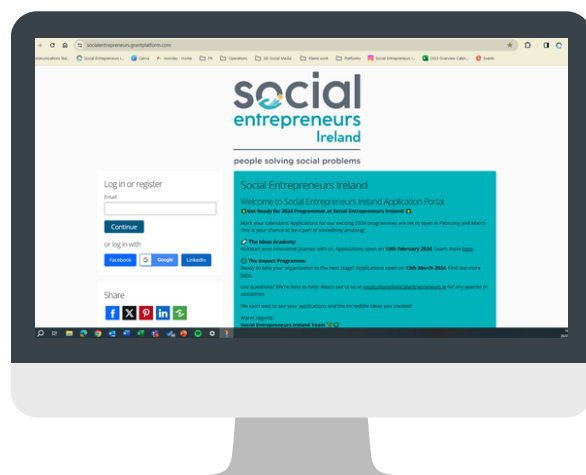 socialentrepreneurs.grantplatform.com
Social Entrepreneurs I...
Canva
monday - Home
PR
Operations
SEI Social Media
Elaine work
Platforms
Social Entrepreneurs I...
2023 Overview Calen...
Events
social
entrepreneurs
Ireland
people solving social problems
Log in or register
Email
Continue
or log in with
Facebook
Google
LinkedIn
Share
Social Entrepreneurs Ireland
Welcome to Social Entrepreneurs Ireland Application Portal
Get Ready for 2024 Programmes at Social Entrepreneurs Ireland!
Mark your calendars! Applications for our exciting 2024 programmes are set to open in February and March.
This is your chance to be a part of something amazing!
The Ideas Academy
Kickstart your innovative journey with us. Applications open on 13th February 2024. Learn more here.
The Impact Programme
Ready to take your organisation to the next stage? Applications open on 13th March 2024. Find out more
here.
Got questions? We're here to help! Reach out to us at applications@socialentrepreneurs.ie for any queries or
assistance.
We can't wait to see your applications and the incredible ideas you created!
Warm regards,
Social Entrepreneurs Ireland Team